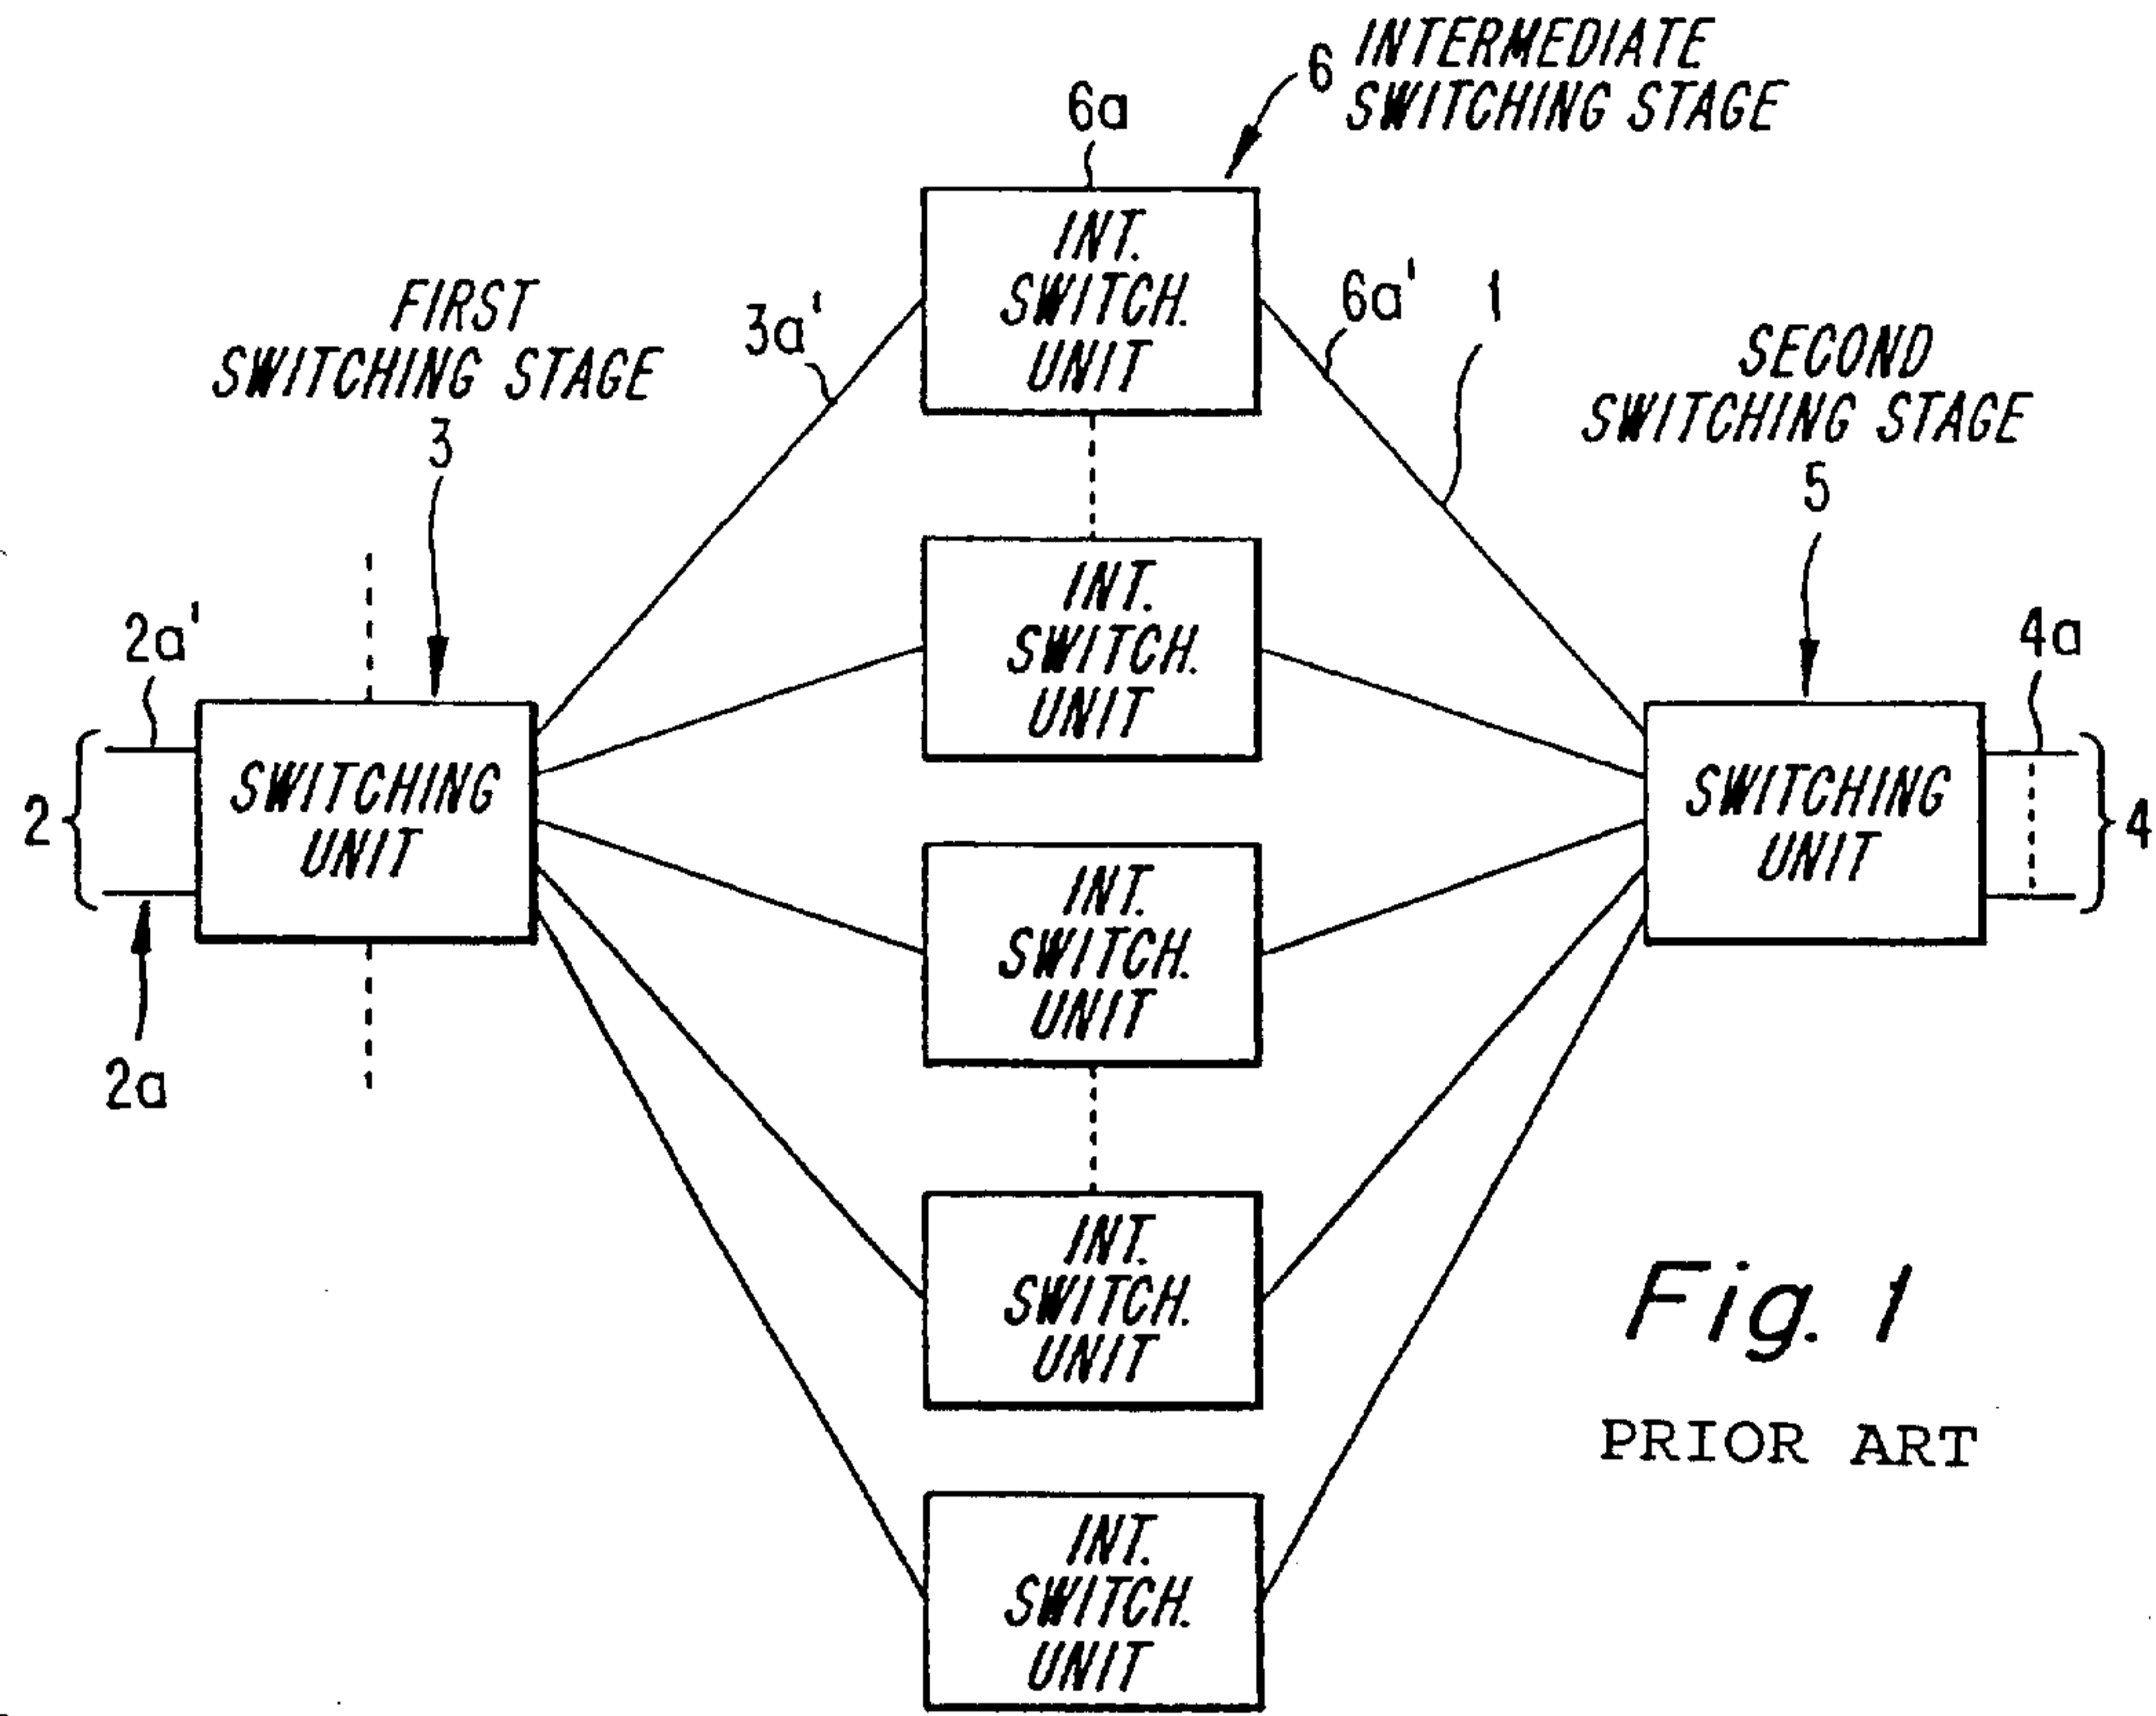 6 INTERMEDIATE
SWITCHING STAGE
6a
INT.
SWITCH.
UNIT
3a'
6a'
1
FIRST
SWITCHING STAGE
3
SECOND
SWITCHING STAGE
5
INT.
SWITCH.
UNIT
2a'
4a
2
SWITCHING
UNIT
SWITCHING
UNIT
4
2a
INT.
SWITCH.
UNIT
INT.
SWITCH.
UNIT
Fig. 1
PRIOR ART
INT.
SWITCH.
UNIT